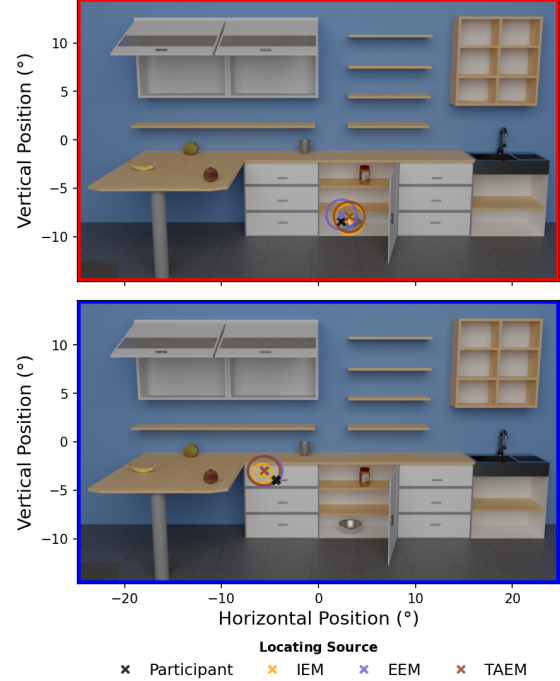 Vertical Position (°)
10
5
0
−5
−10
Vertical Position (°)
10
5
0
−5
−10
−20
−10
0
10
20
Horizontal Position (°)
Locating Source
Participant
IEM
EEM
TAEM